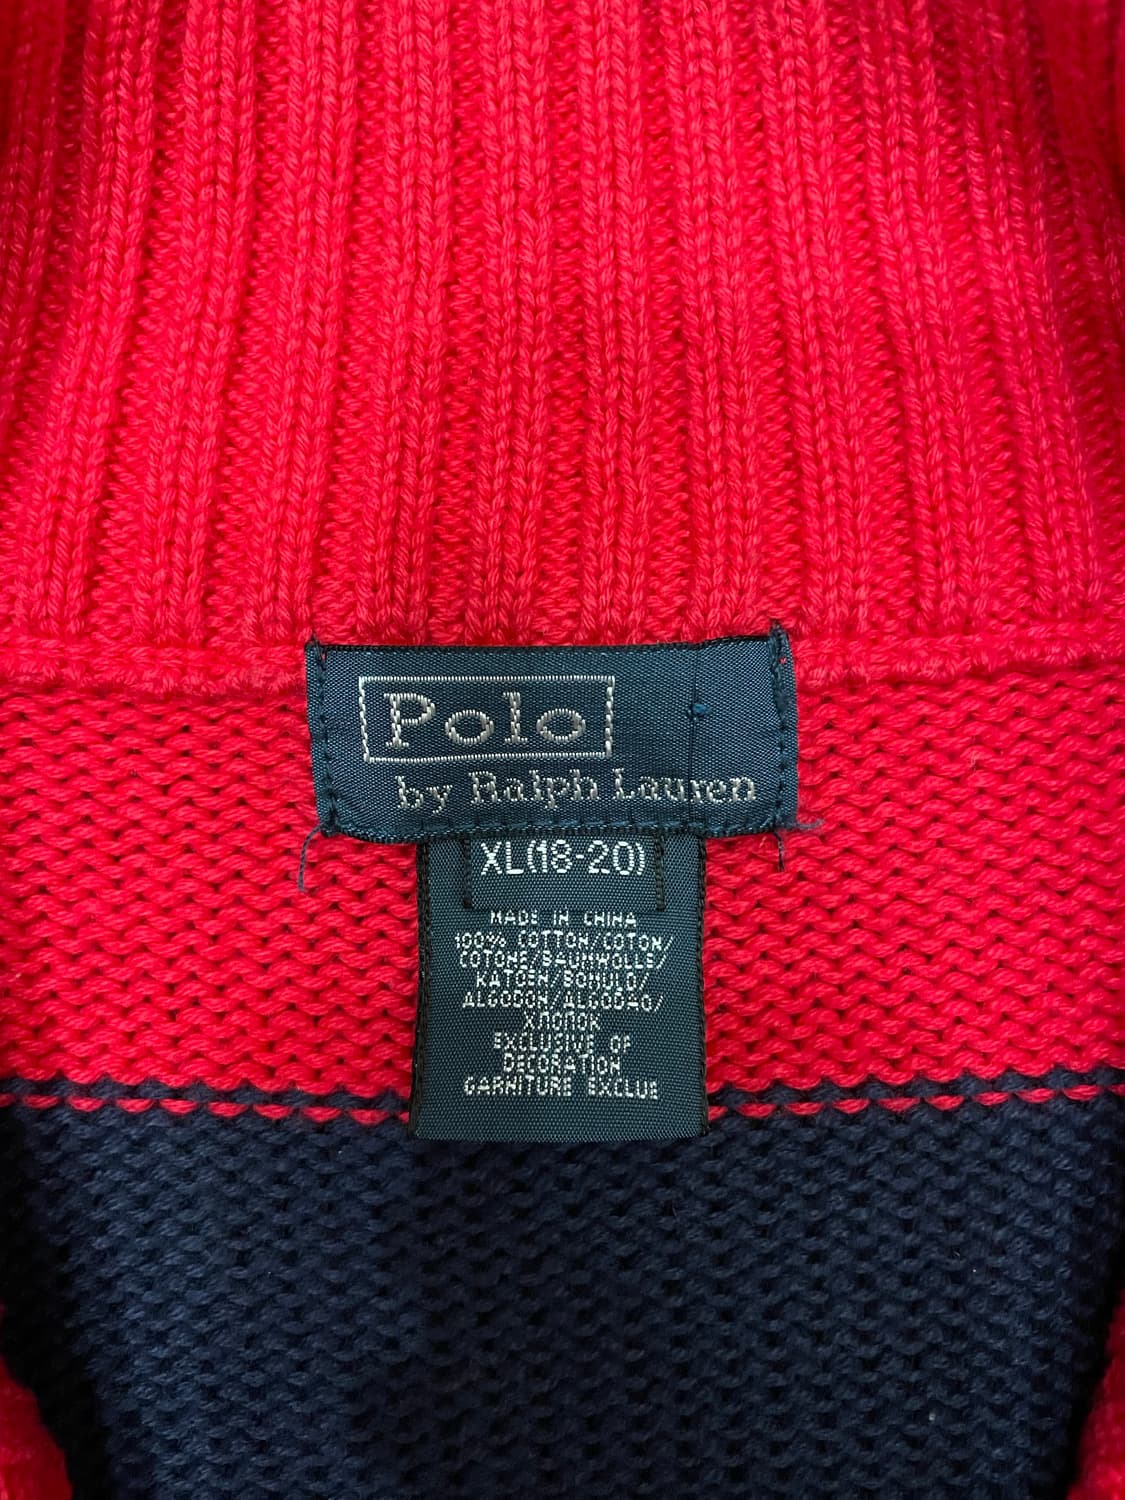 Polo
by Ralph Lauren
XL(18-20)
MADE IN CHINA
100% COTTON/COTON/
COTONE/BAUMWOLLE/
KATOEN/BOMULD/
ALGODON/ALGODAO/
ХЛОПОК
EXCLUSIVE OF
DECORATION
GARNITURE EXCLUE